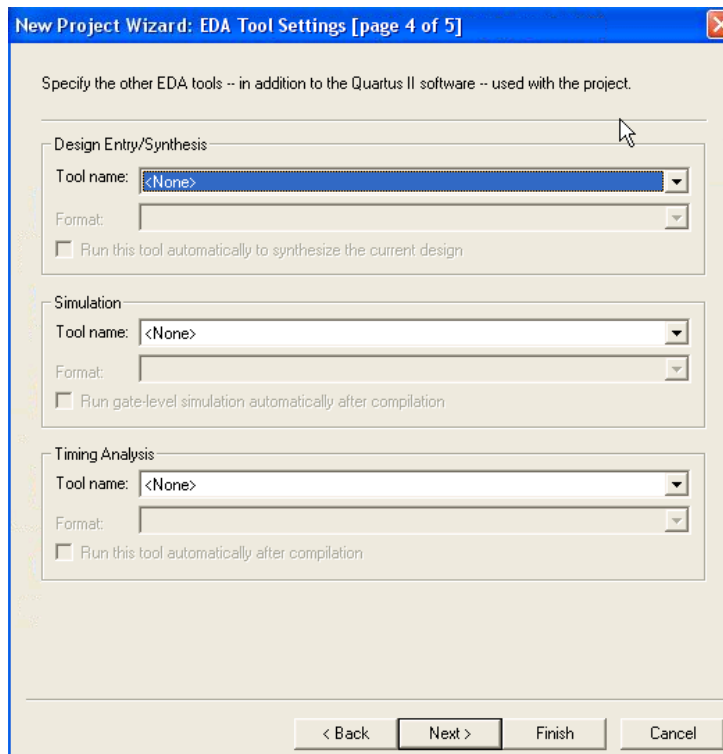 New Project Wizard: EDA Tool Settings [page 4 of 5]
Specify the other EDA tools -- in addition to the Quartus II software -- used with the project.
Design Entry/Synthesis
Tool name: <None>
Format:
Run this tool automatically to synthesize the current design
Simulation
Tool name: <None>
Format:
Run gate-level simulation automatically after compilation
Timing Analysis
Tool name: <None>
Format:
Run this tool automatically after compilation
< Back Next > Finish Cancel